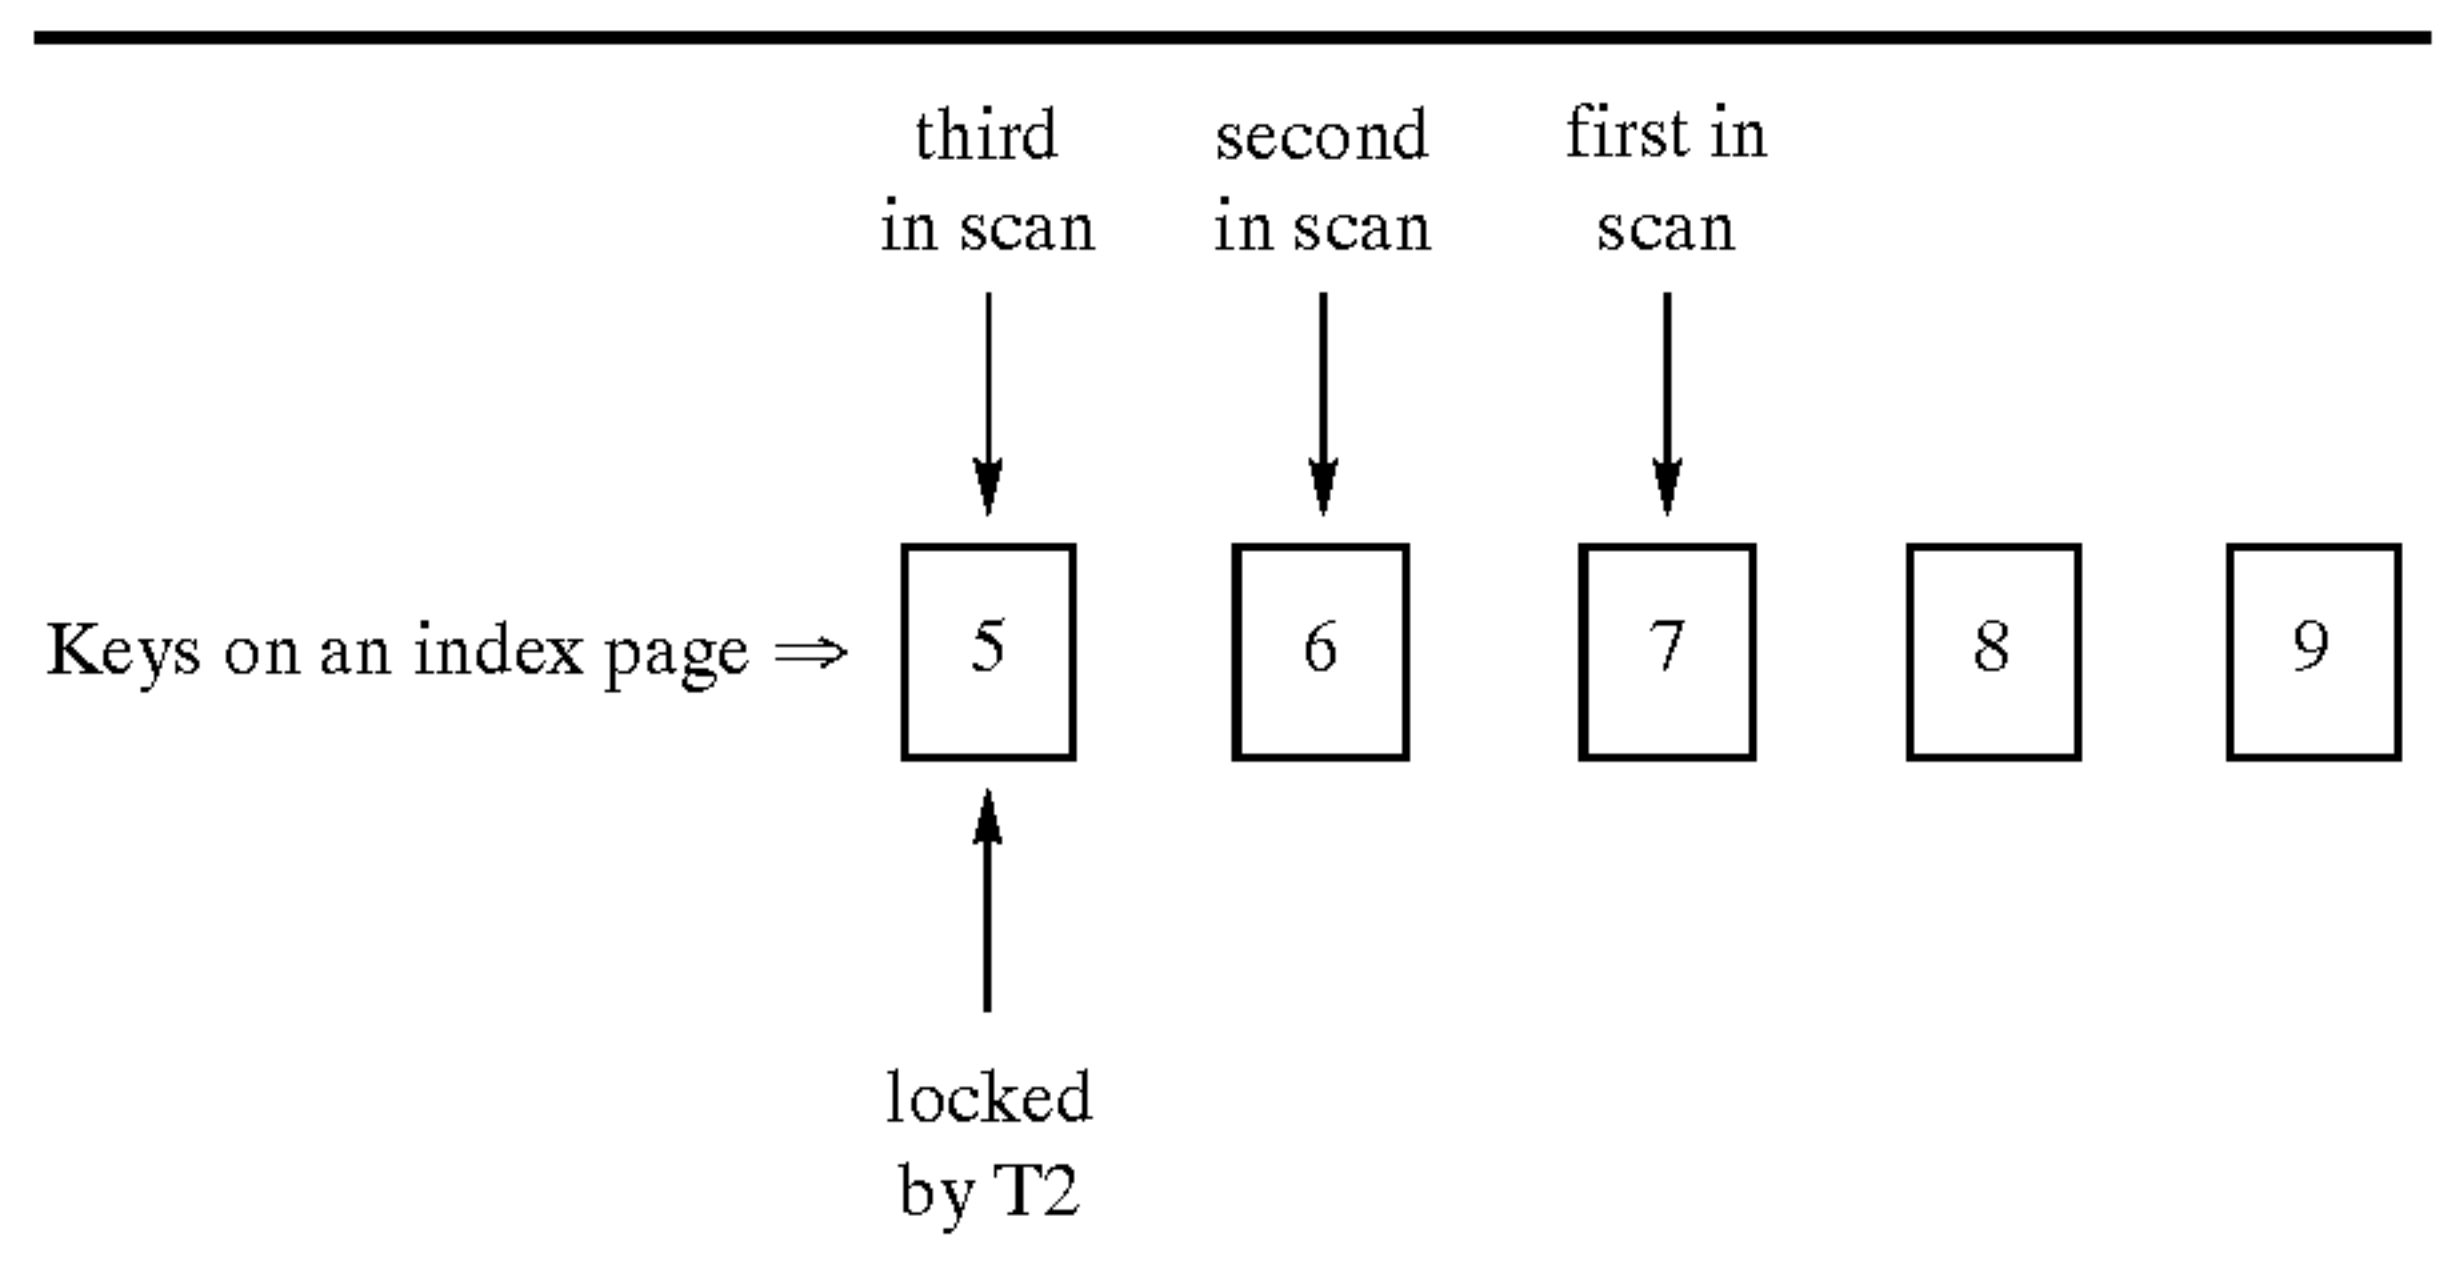 third
in scan
second
in scan
first in
scan
Keys on an index page ⇒
5
6
7
8
9
locked
by T2